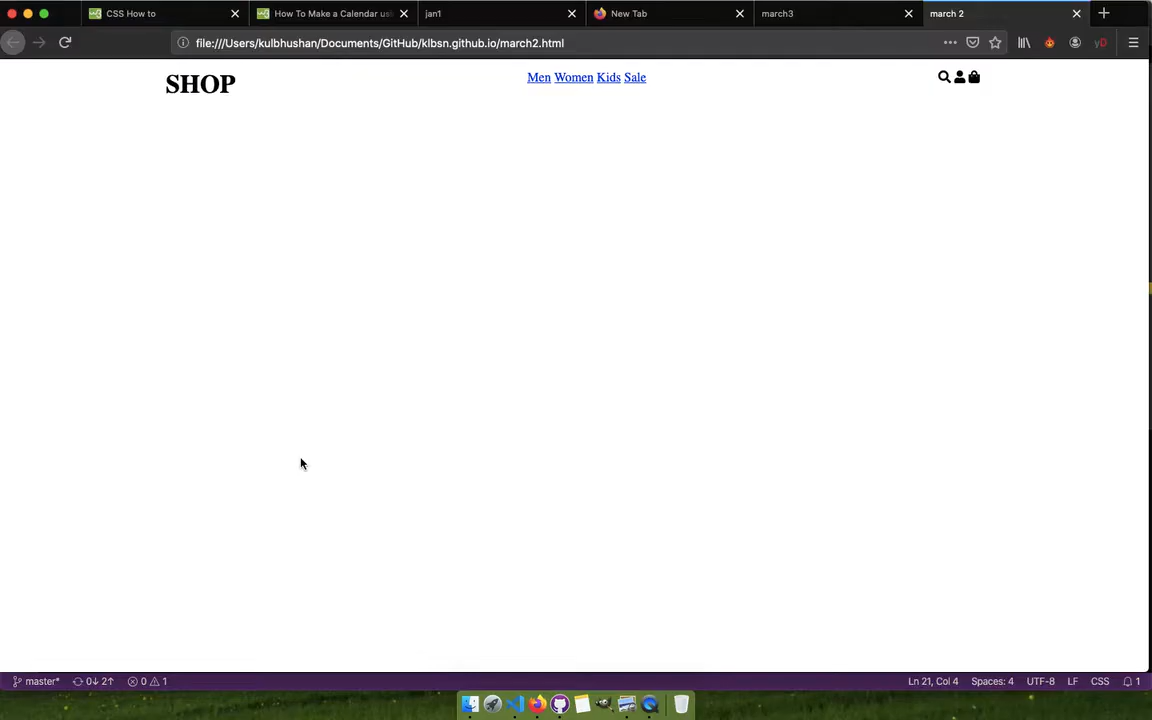 CSS How to
How To Make a Calendar us
jan1
New Tab
march3
march 2
file:///Users/kulbhushan/Documents/GitHub/klbsn.github.io/march2.html
SHOP
Men Women Kids Sale
master*
0↓ 2↑
0 1
Ln 21, Col 4
Spaces: 4
UTF-8
LF
CSS
1